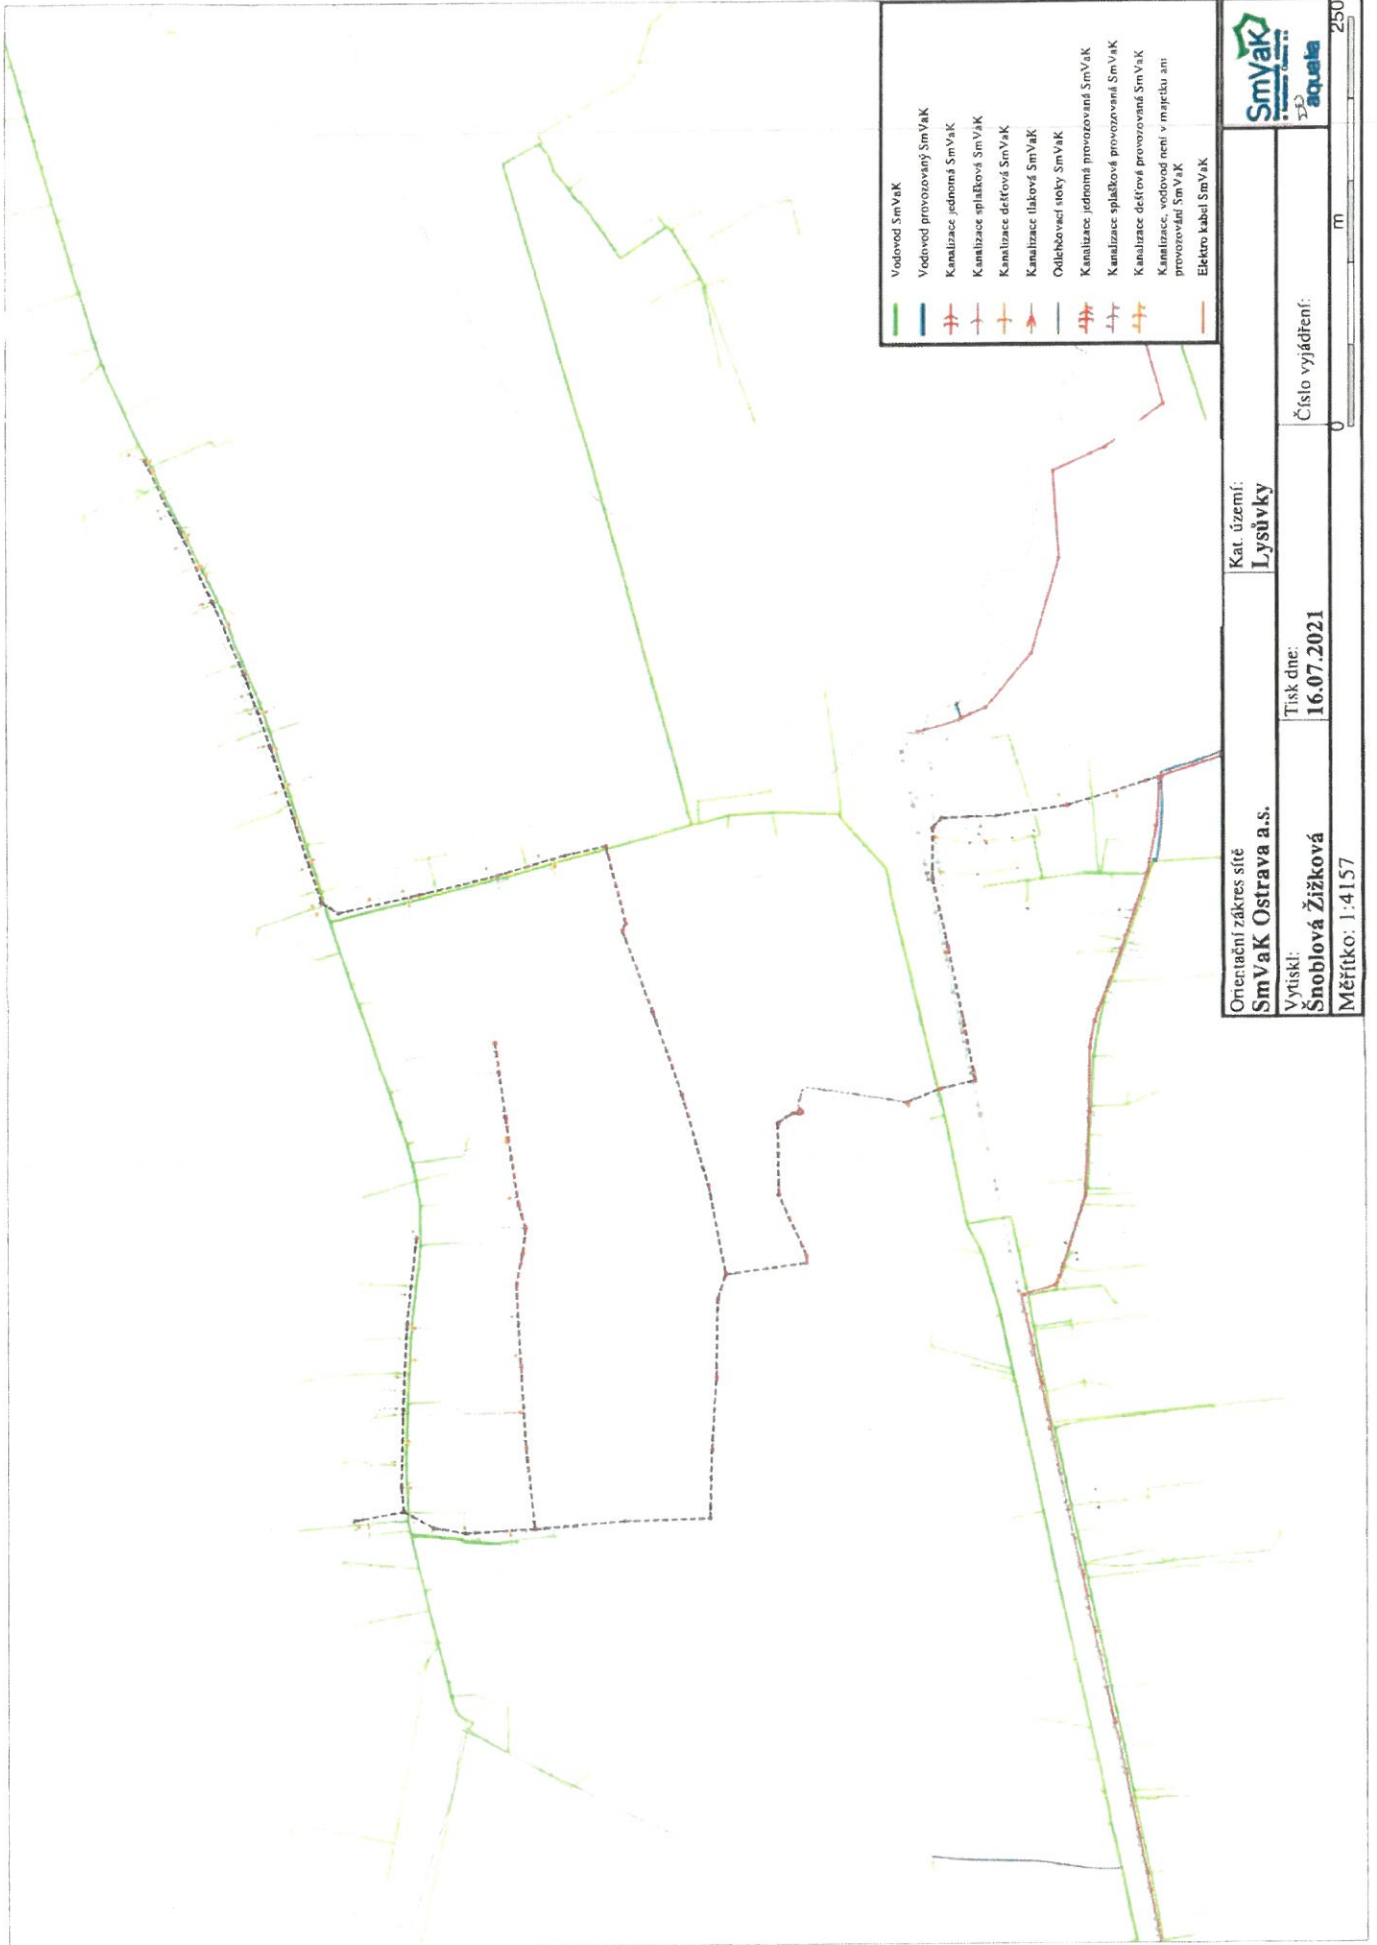 Vodovod SmVaK
Vodovod provozovaný SmVaK
Kanalizace jednotná SmVaK
Kanalizace splašková SmVaK
Kanalizace dešťová SmVaK
Kanalizace tlaková SmVaK
Odlehčovací stoky SmVaK
Kanalizace jednotná provozovaná SmVaK
Kanalizace splašková provozovaná SmVaK
Kanalizace dešťová provozovaná SmVaK
Kanalizace, vodovod není v majetku ani
provozování SmVaK
Elektro kabel SmVaK
Orientační zákres sítě
SmVaK Ostrava a.s.
Kat. území:
Lysůvky
SmVaK
aqualia
Vytiskl:
Šnoblová Žižková
Tisk dne:
16.07.2021
Číslo vyjádření:
Měřítko: 1:4157
0 m 250